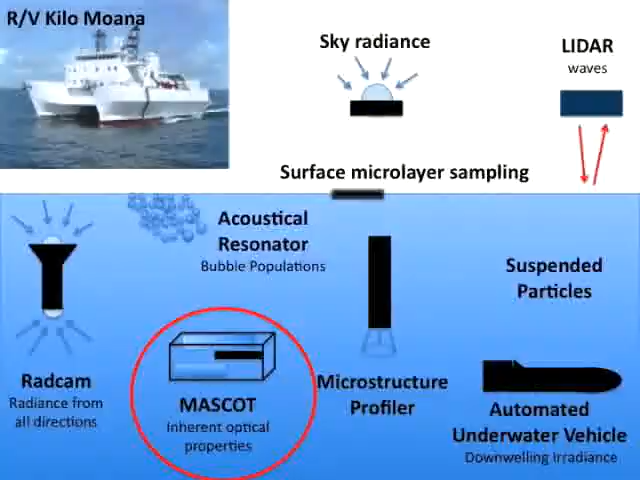 R/V Kilo Moana
Sky radiance
LIDAR
waves
Surface microlayer sampling
Acoustical
Resonator
Bubble Populations
Suspended
Particles
Radcam
Radiance from
all directions
MASCOT
Inherent optical
properties
Microstructure
Profiler
Automated
Underwater Vehicle
Downwelling Irradiance